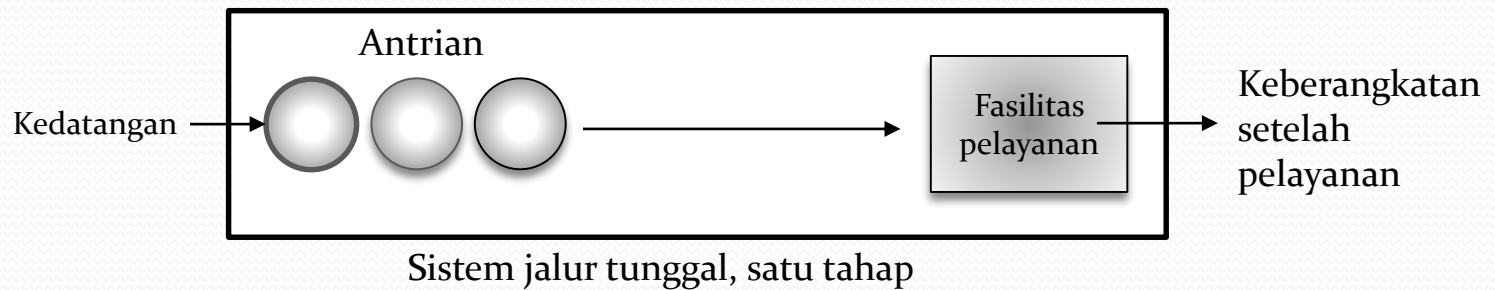 Antrian
Kedatangan
Fasilitas
pelayanan
Keberangkatan
setelah
pelayanan
Sistem jalur tunggal, satu tahap